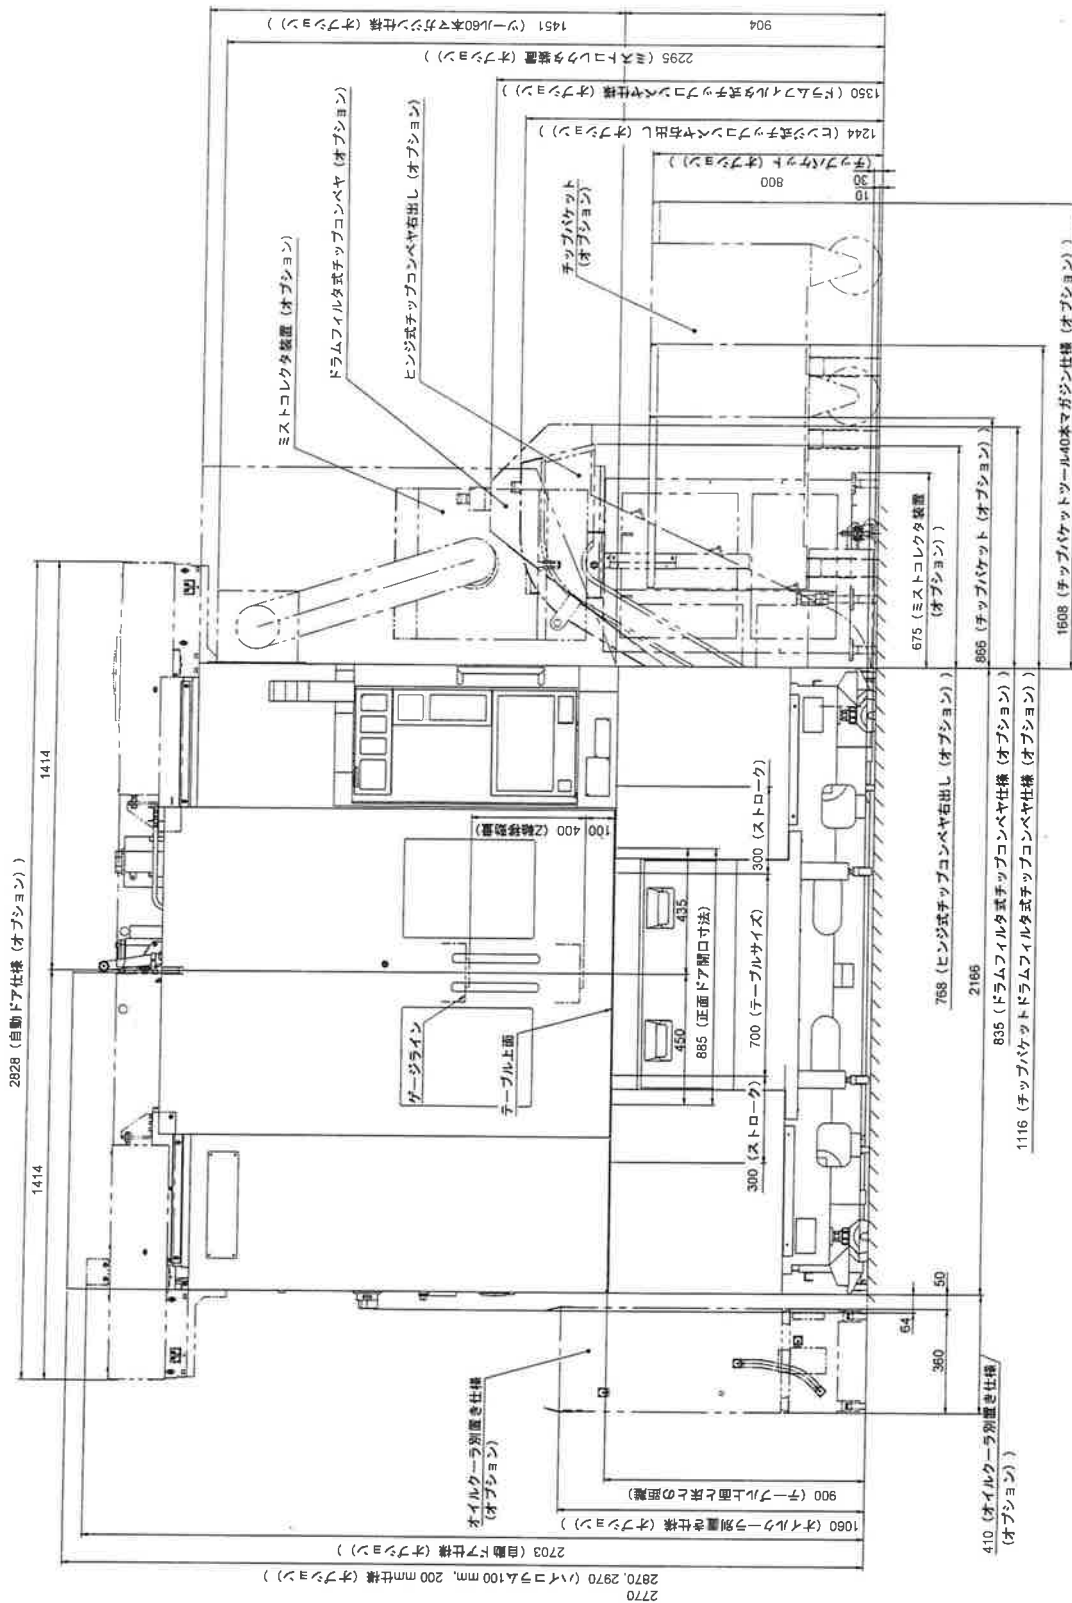 2828（自動ドア仕様（オプション））
1414
1414
ミストコレクタ装置（オプション）
ドラムフィルタ式チップコンベヤ（オプション）
ヒンジ式チップコンベヤ右出し（オプション）
チップバケット
（オプション）
1451（ツール60本マガジン仕様（オプション））
904
2295（ミストコレクタ装置（オプション））
1350（ドラムフィルタ式チップコンベヤ仕様（オプション））
1244（ヒンジ式チップコンベヤ右出し（オプション））
800
（チップバケット（オプション））
30
10
2770
2870, 2970（ハイコラム100 mm, 200 mm仕様（オプション））
2703（自動ドア仕様（オプション））
1060（オイルクーラ別置き仕様（オプション））
900（テーブル上面と床との距離）
オイルクーラ別置き仕様
（オプション）
ゲージライン
テーブル上面
400（Z軸移動量）
100
450
435
885（正面ドア開口寸法）
300（ストローク）
700（テーブルサイズ）
300（ストローク）
675（ミストコレクタ装置
（オプション））
64
360
50
768（ヒンジ式チップコンベヤ右出し（オプション））
866（チップバケット（オプション））
410（オイルクーラ別置き仕様
（オプション））
2166
835（ドラムフィルタ式チップコンベヤ仕様（オプション））
1116（チップバケットドラムフィルタ式チップコンベヤ仕様（オプション））
1608（チップバケットツール40本マガジン仕様（オプション））